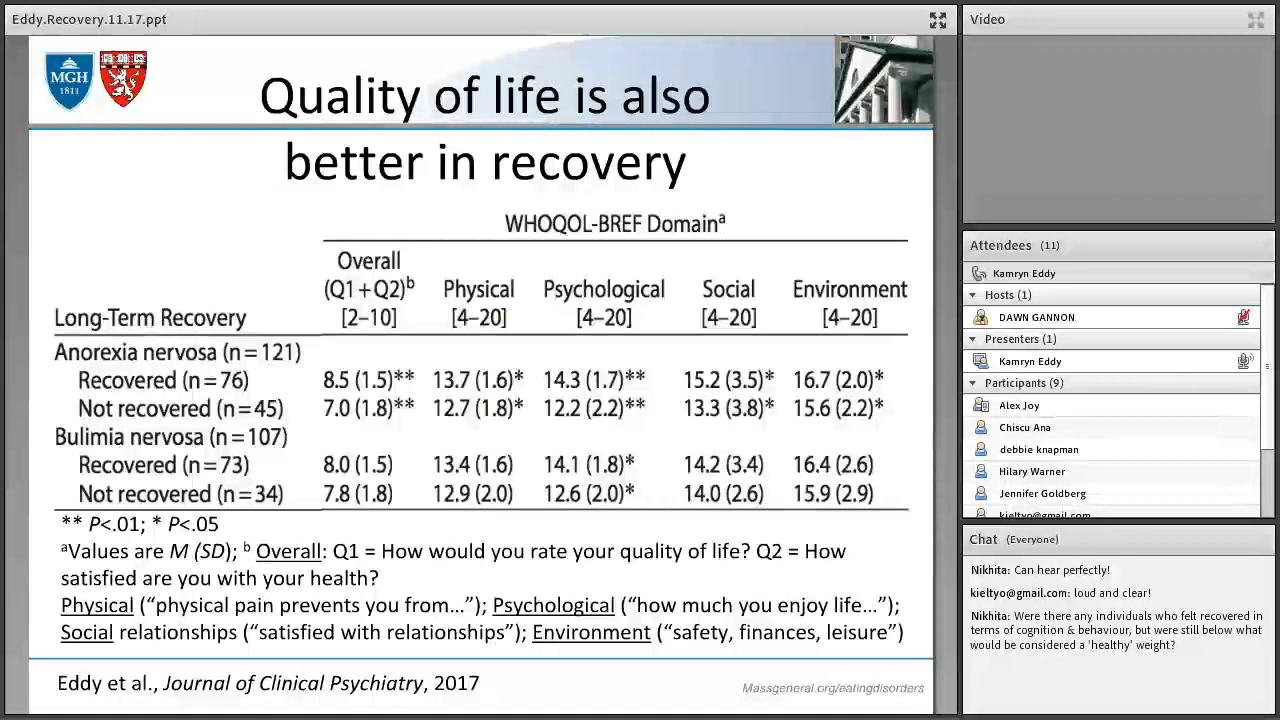 Eddy.Recovery.11.17.ppt
MGH
1811
Quality of life is also
better in recovery
WHOQOL-BREF Domainᵃ
Overall
(Q1+Q2)ᵇ Physical Psychological Social Environment
Long-Term Recovery [2–10] [4–20] [4–20] [4–20] [4–20]
Anorexia nervosa (n=121)
Recovered (n=76) 8.5 (1.5)** 13.7 (1.6)* 14.3 (1.7)** 15.2 (3.5)* 16.7 (2.0)*
Not recovered (n=45) 7.0 (1.8)** 12.7 (1.8)* 12.2 (2.2)** 13.3 (3.8)* 15.6 (2.2)*
Bulimia nervosa (n=107)
Recovered (n=73) 8.0 (1.5) 13.4 (1.6) 14.1 (1.8)* 14.2 (3.4) 16.4 (2.6)
Not recovered (n=34) 7.8 (1.8) 12.9 (2.0) 12.6 (2.0)* 14.0 (2.6) 15.9 (2.9)
** P<.01; * P<.05
ᵃValues are M (SD); ᵇ Overall: Q1 = How would you rate your quality of life? Q2 = How
satisfied are you with your health?
Physical (“physical pain prevents you from…”); Psychological (“how much you enjoy life…”);
Social relationships (“satisfied with relationships”); Environment (“safety, finances, leisure”)
Eddy et al., Journal of Clinical Psychiatry, 2017
Massgeneral.org/eatingdisorders
Video
Attendees (11)
Kamryn Eddy
Hosts (1)
DAWN GANNON
Presenters (1)
Kamryn Eddy
Participants (9)
Alex Joy
Chiscu Ana
debbie knapman
Hilary Warner
Jennifer Goldberg
kieltyo@gmail.com
Chat (Everyone)
Nikhita: Can hear perfectly!
kieltyo@gmail.com: loud and clear!
Nikhita: Were there any individuals who felt recovered in
terms of cognition & behaviour, but were still below what
would be considered a 'healthy' weight?